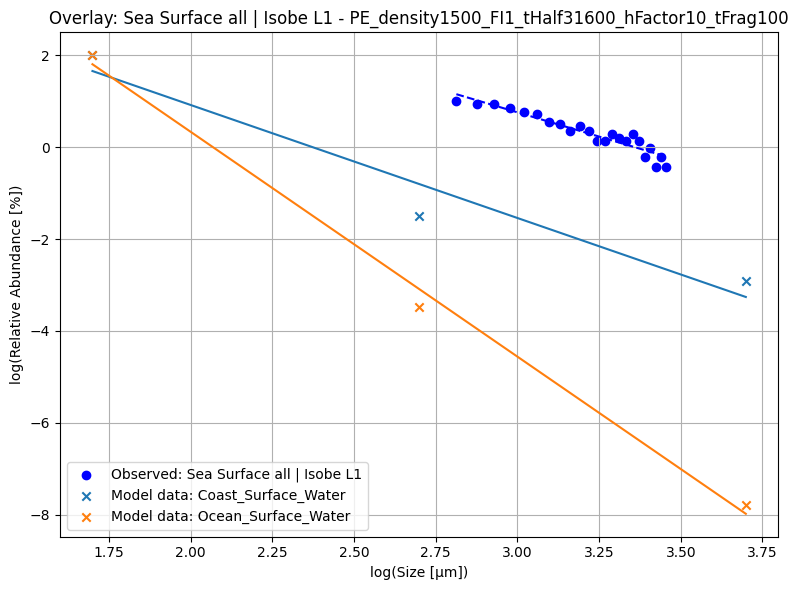 Overlay: Sea Surface all | Isobe L1 - PE_density1500_FI1_tHalf31600_hFactor10_tFrag100
log(Relative Abundance [%])
2
0
−2
−4
−6
−8
Observed: Sea Surface all | Isobe L1
Model data: Coast_Surface_Water
Model data: Ocean_Surface_Water
1.75 2.00 2.25 2.50 2.75 3.00 3.25 3.50 3.75
log(Size [μm])